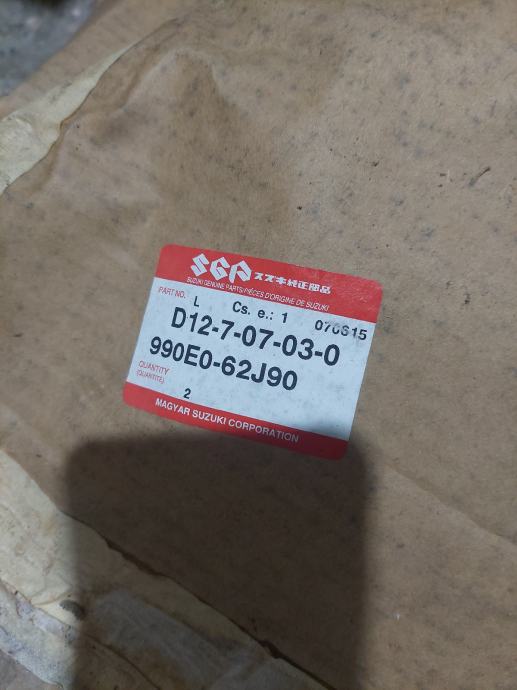 SGP スズキ純正部品
SUZUKI GENUINE PARTS/PIÈCES D'ORIGINE DE SUZUKI
PART NO. L Cs. e.: 1 070615
D12-7-07-03-0
990E0-62J90
QUANTITY
(QUANTITÉ)
2
MAGYAR SUZUKI CORPORATION